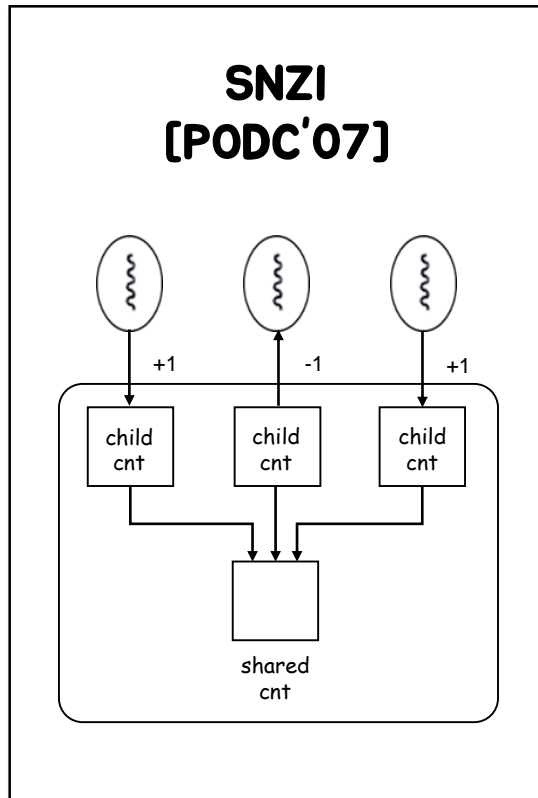 SNZI
[PODC'07]
+1
-1
+1
child
cnt
child
cnt
child
cnt
shared
cnt